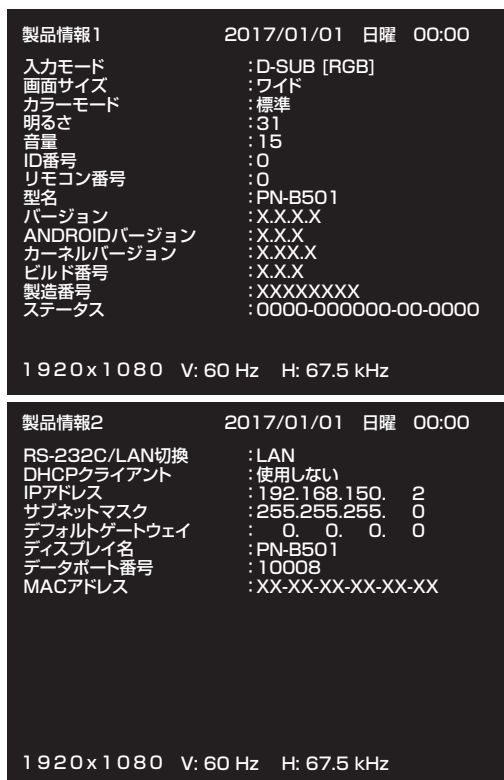 製品情報1 2017/01/01 日曜 00:00
入力モード :D-SUB [RGB]
画面サイズ :ワイド
カラーモード :標準
明るさ :31
音量 :15
ID番号 :0
リモコン番号 :0
型名 :PN-B501
バージョン :X.X.X.X
ANDROIDバージョン :X.X.X
カーネルバージョン :X.XX.X
ビルド番号 :X.X.X
製造番号 :XXXXXXXX
ステータス :0000-000000-00-0000
1920x1080 V: 60 Hz H: 67.5 kHz
製品情報2 2017/01/01 日曜 00:00
RS-232C/LAN切換 :LAN
DHCPクライアント :使用しない
IPアドレス :192.168.150. 2
サブネットマスク :255.255.255. 0
デフォルトゲートウェイ : 0. 0. 0. 0
ディスプレイ名 :PN-B501
データポート番号 :10008
MACアドレス :XX-XX-XX-XX-XX-XX
1920x1080 V: 60 Hz H: 67.5 kHz